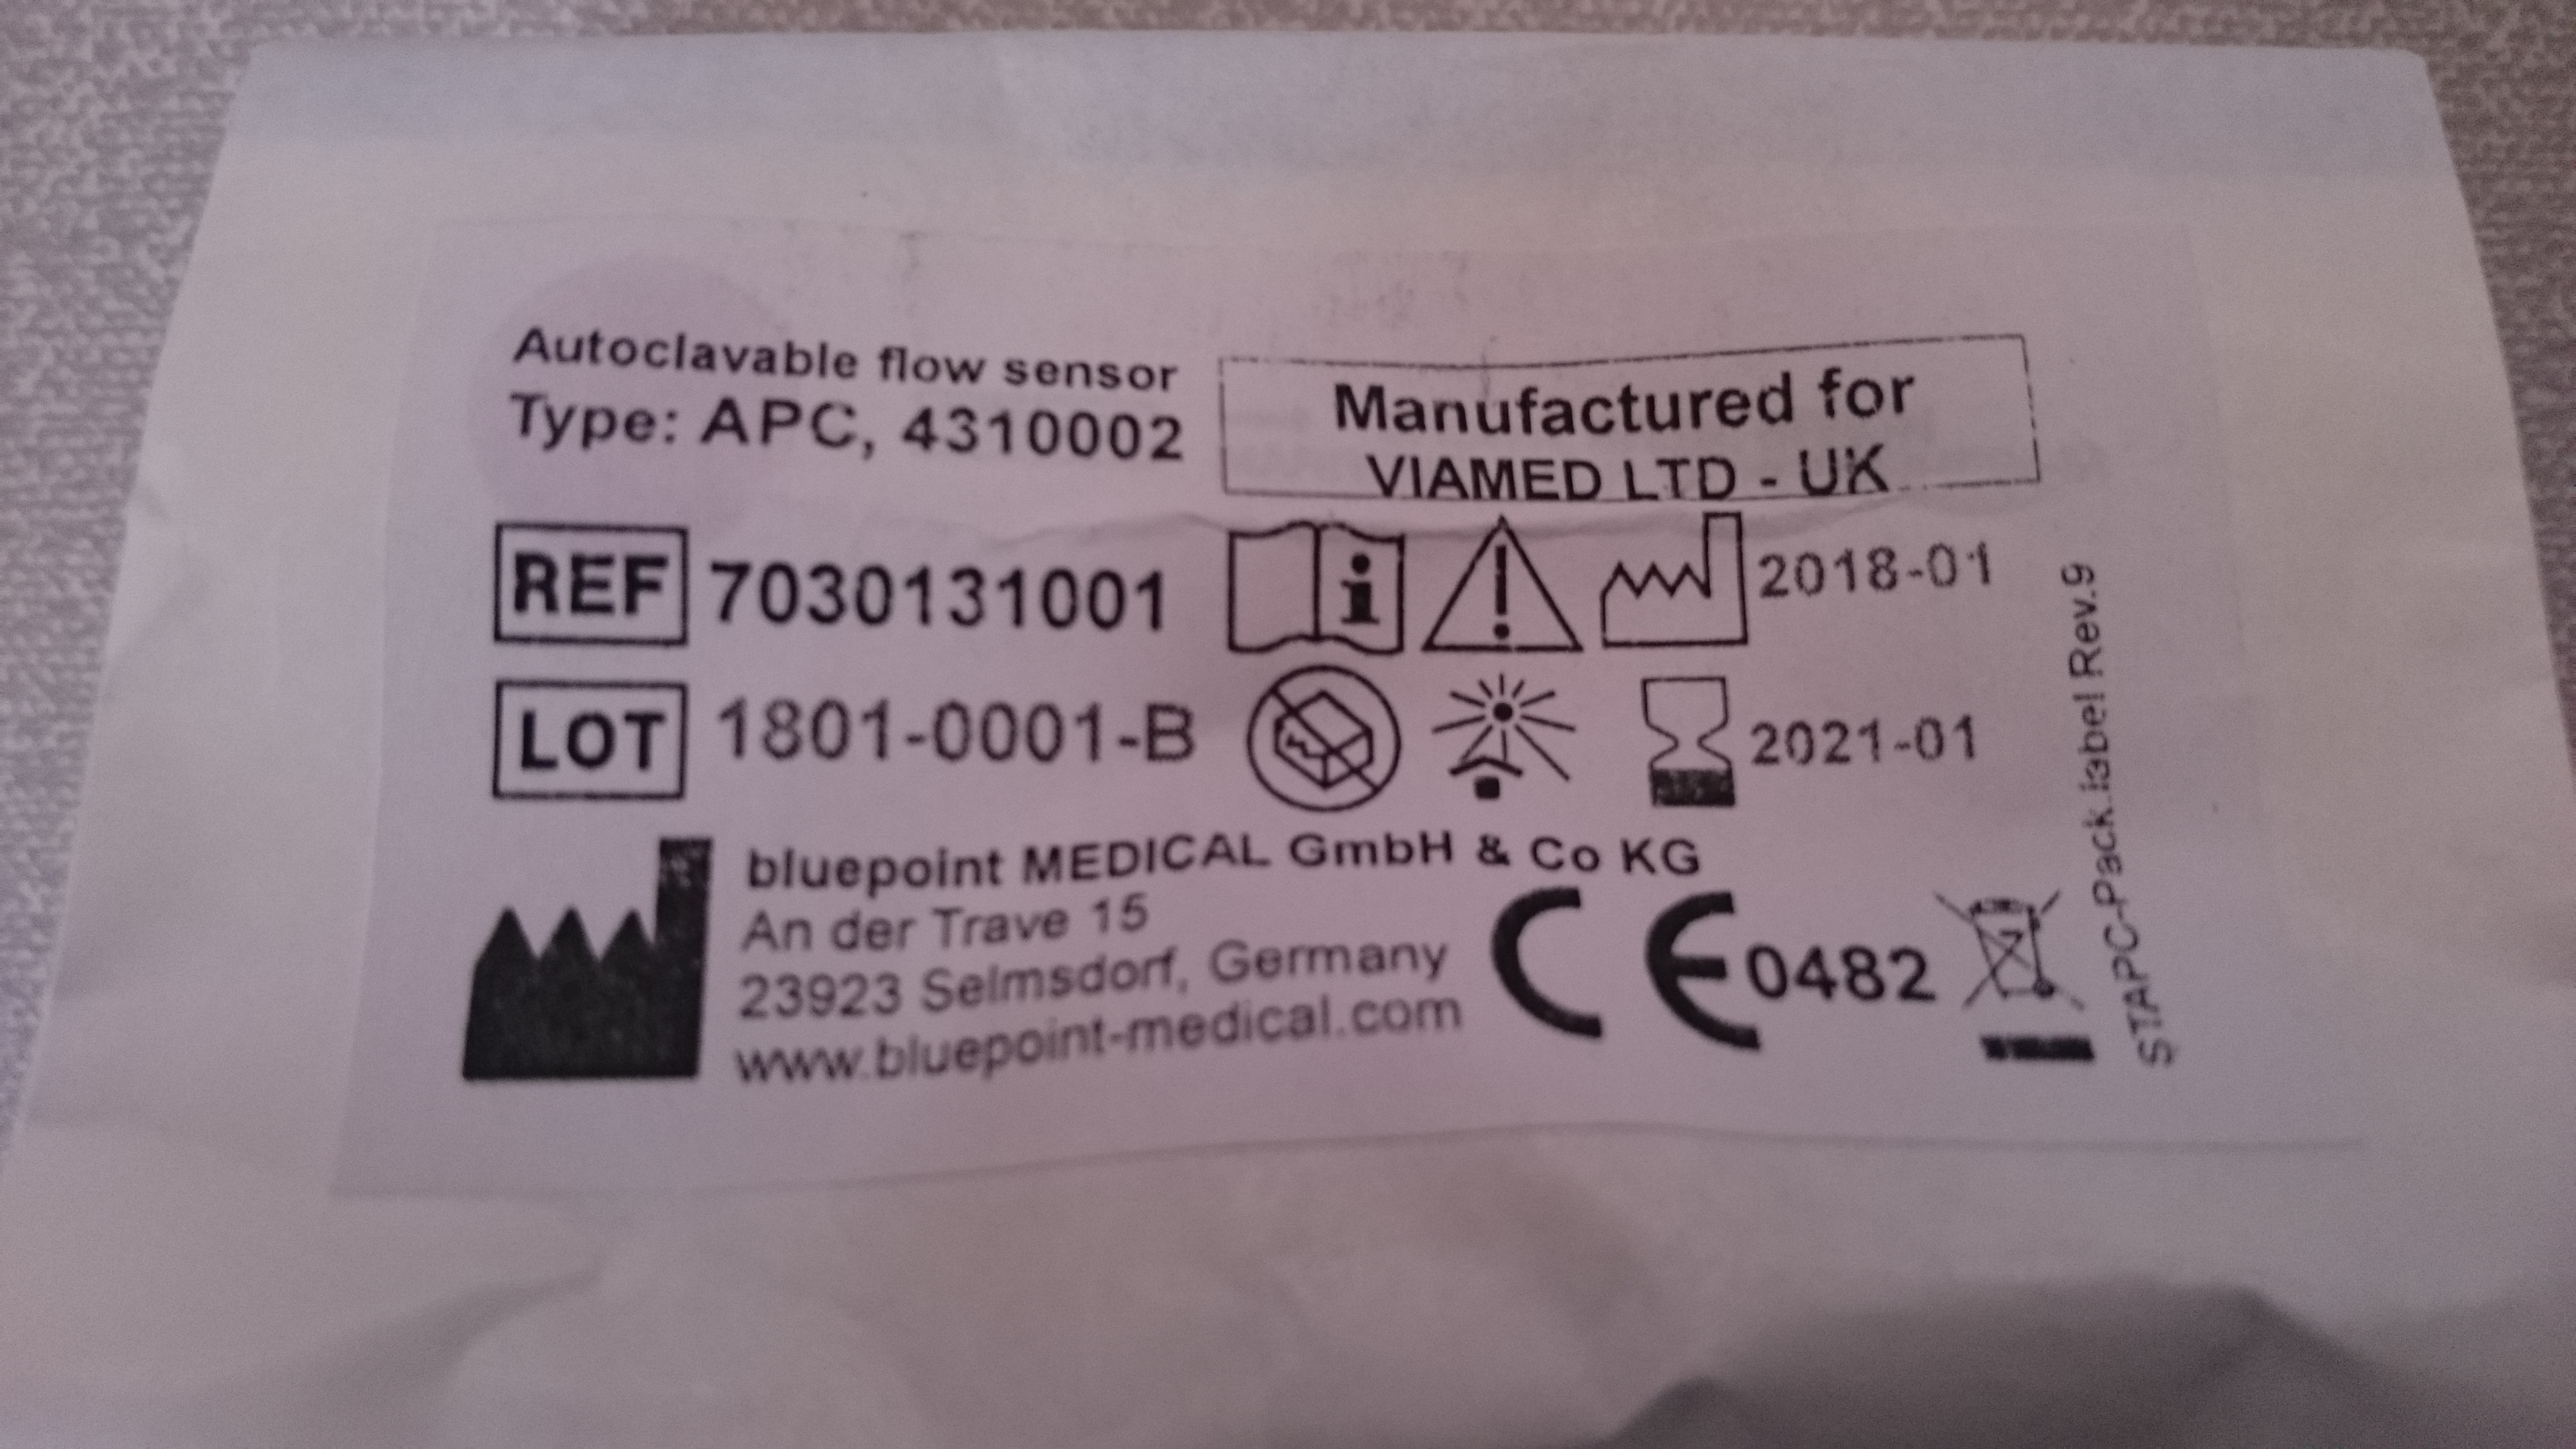 Autoclavable flow sensor
Type: APC, 4310002
Manufactured for
VIAMED LTD - UK
REF 7030131001
2018-01
LOT 1801-0001-B
2021-01
bluepoint MEDICAL GmbH & Co KG
An der Trave 15
23923 Selmsdorf, Germany
www.bluepoint-medical.com
CE 0482
STAPC-Pack.label Rev.9